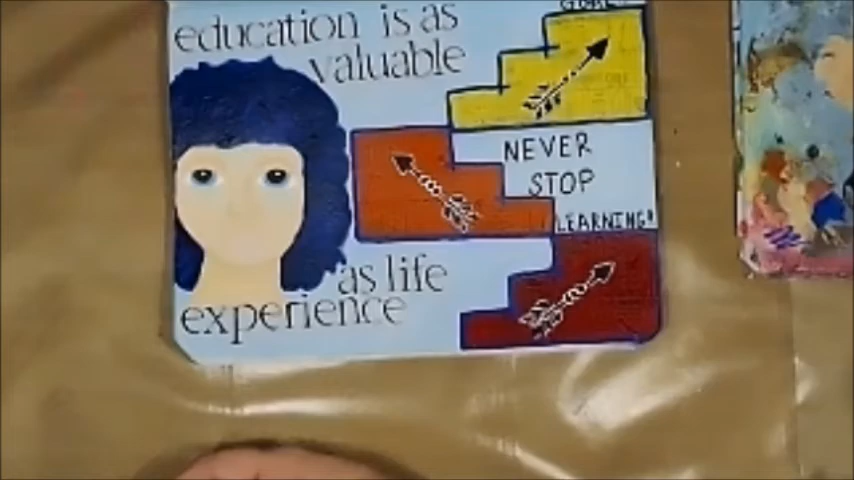 education is as
valuable
NEVER
STOP
LEARNING!
as life
experience